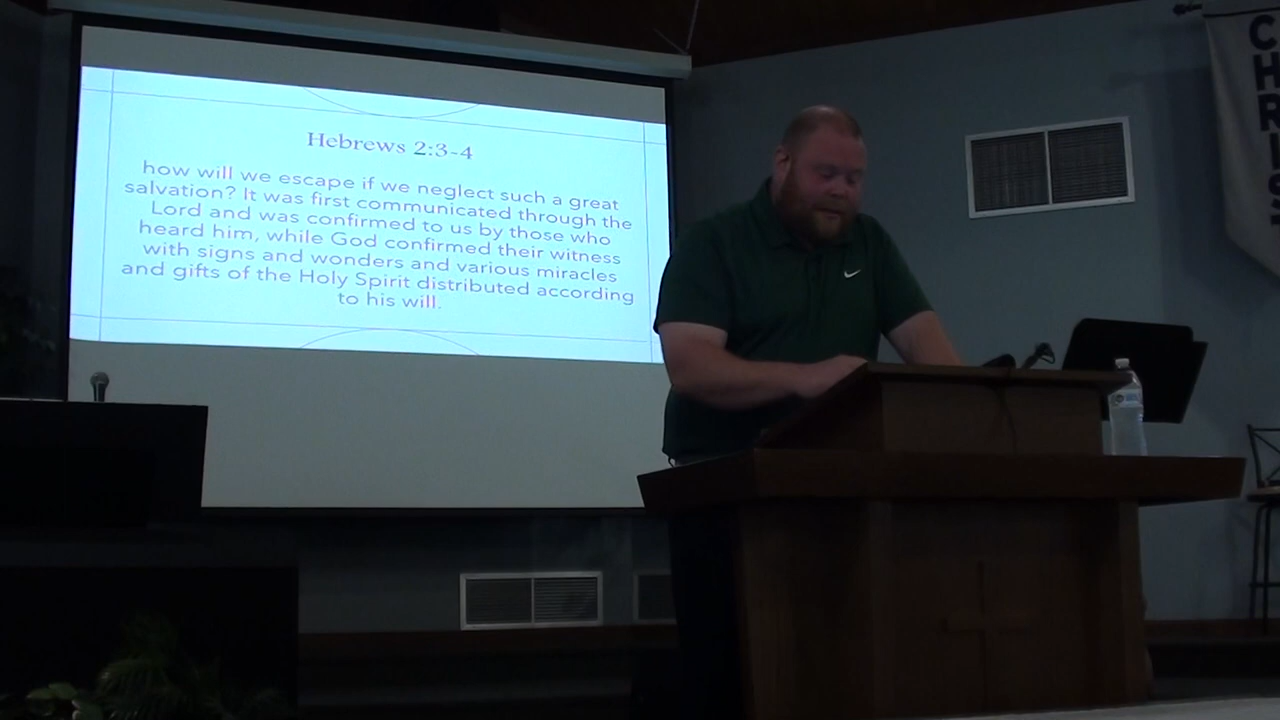 Hebrews 2:3-4
how will we escape if we neglect such a great
salvation? It was first communicated through the
Lord and was confirmed to us by those who
heard him, while God confirmed their witness
with signs and wonders and various miracles
and gifts of the Holy Spirit distributed according
to his will.
CHRIST